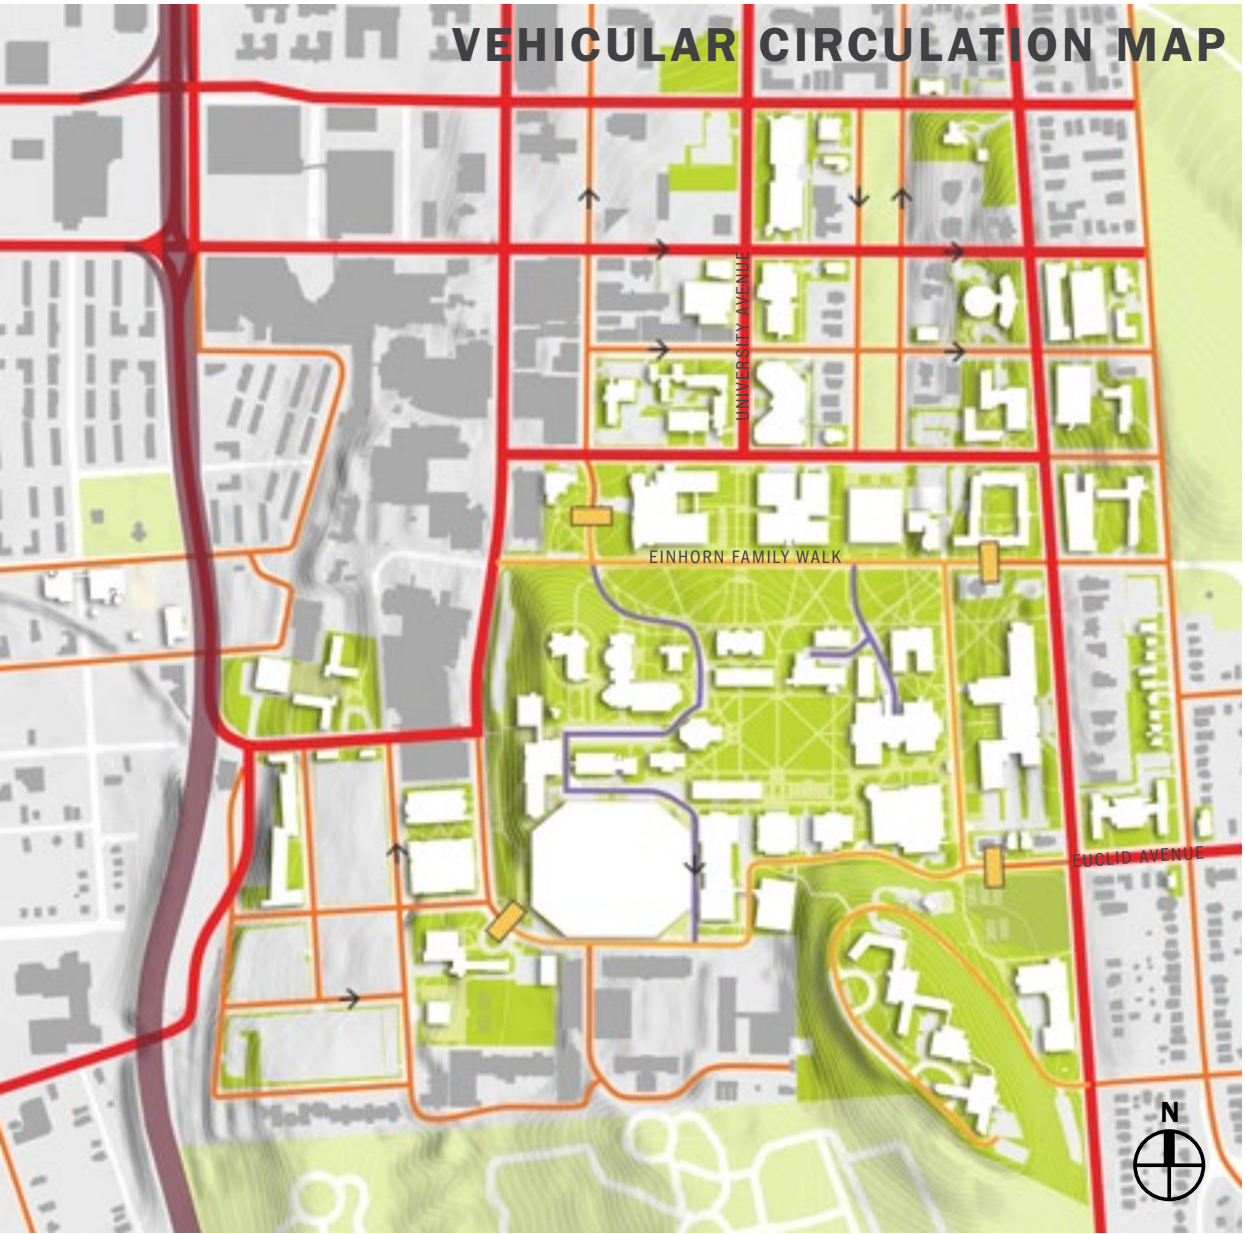 VEHICULAR CIRCULATION MAP
UNIVERSITY AVENUE
EINHORN FAMILY WALK
EUCLID AVENUE
N